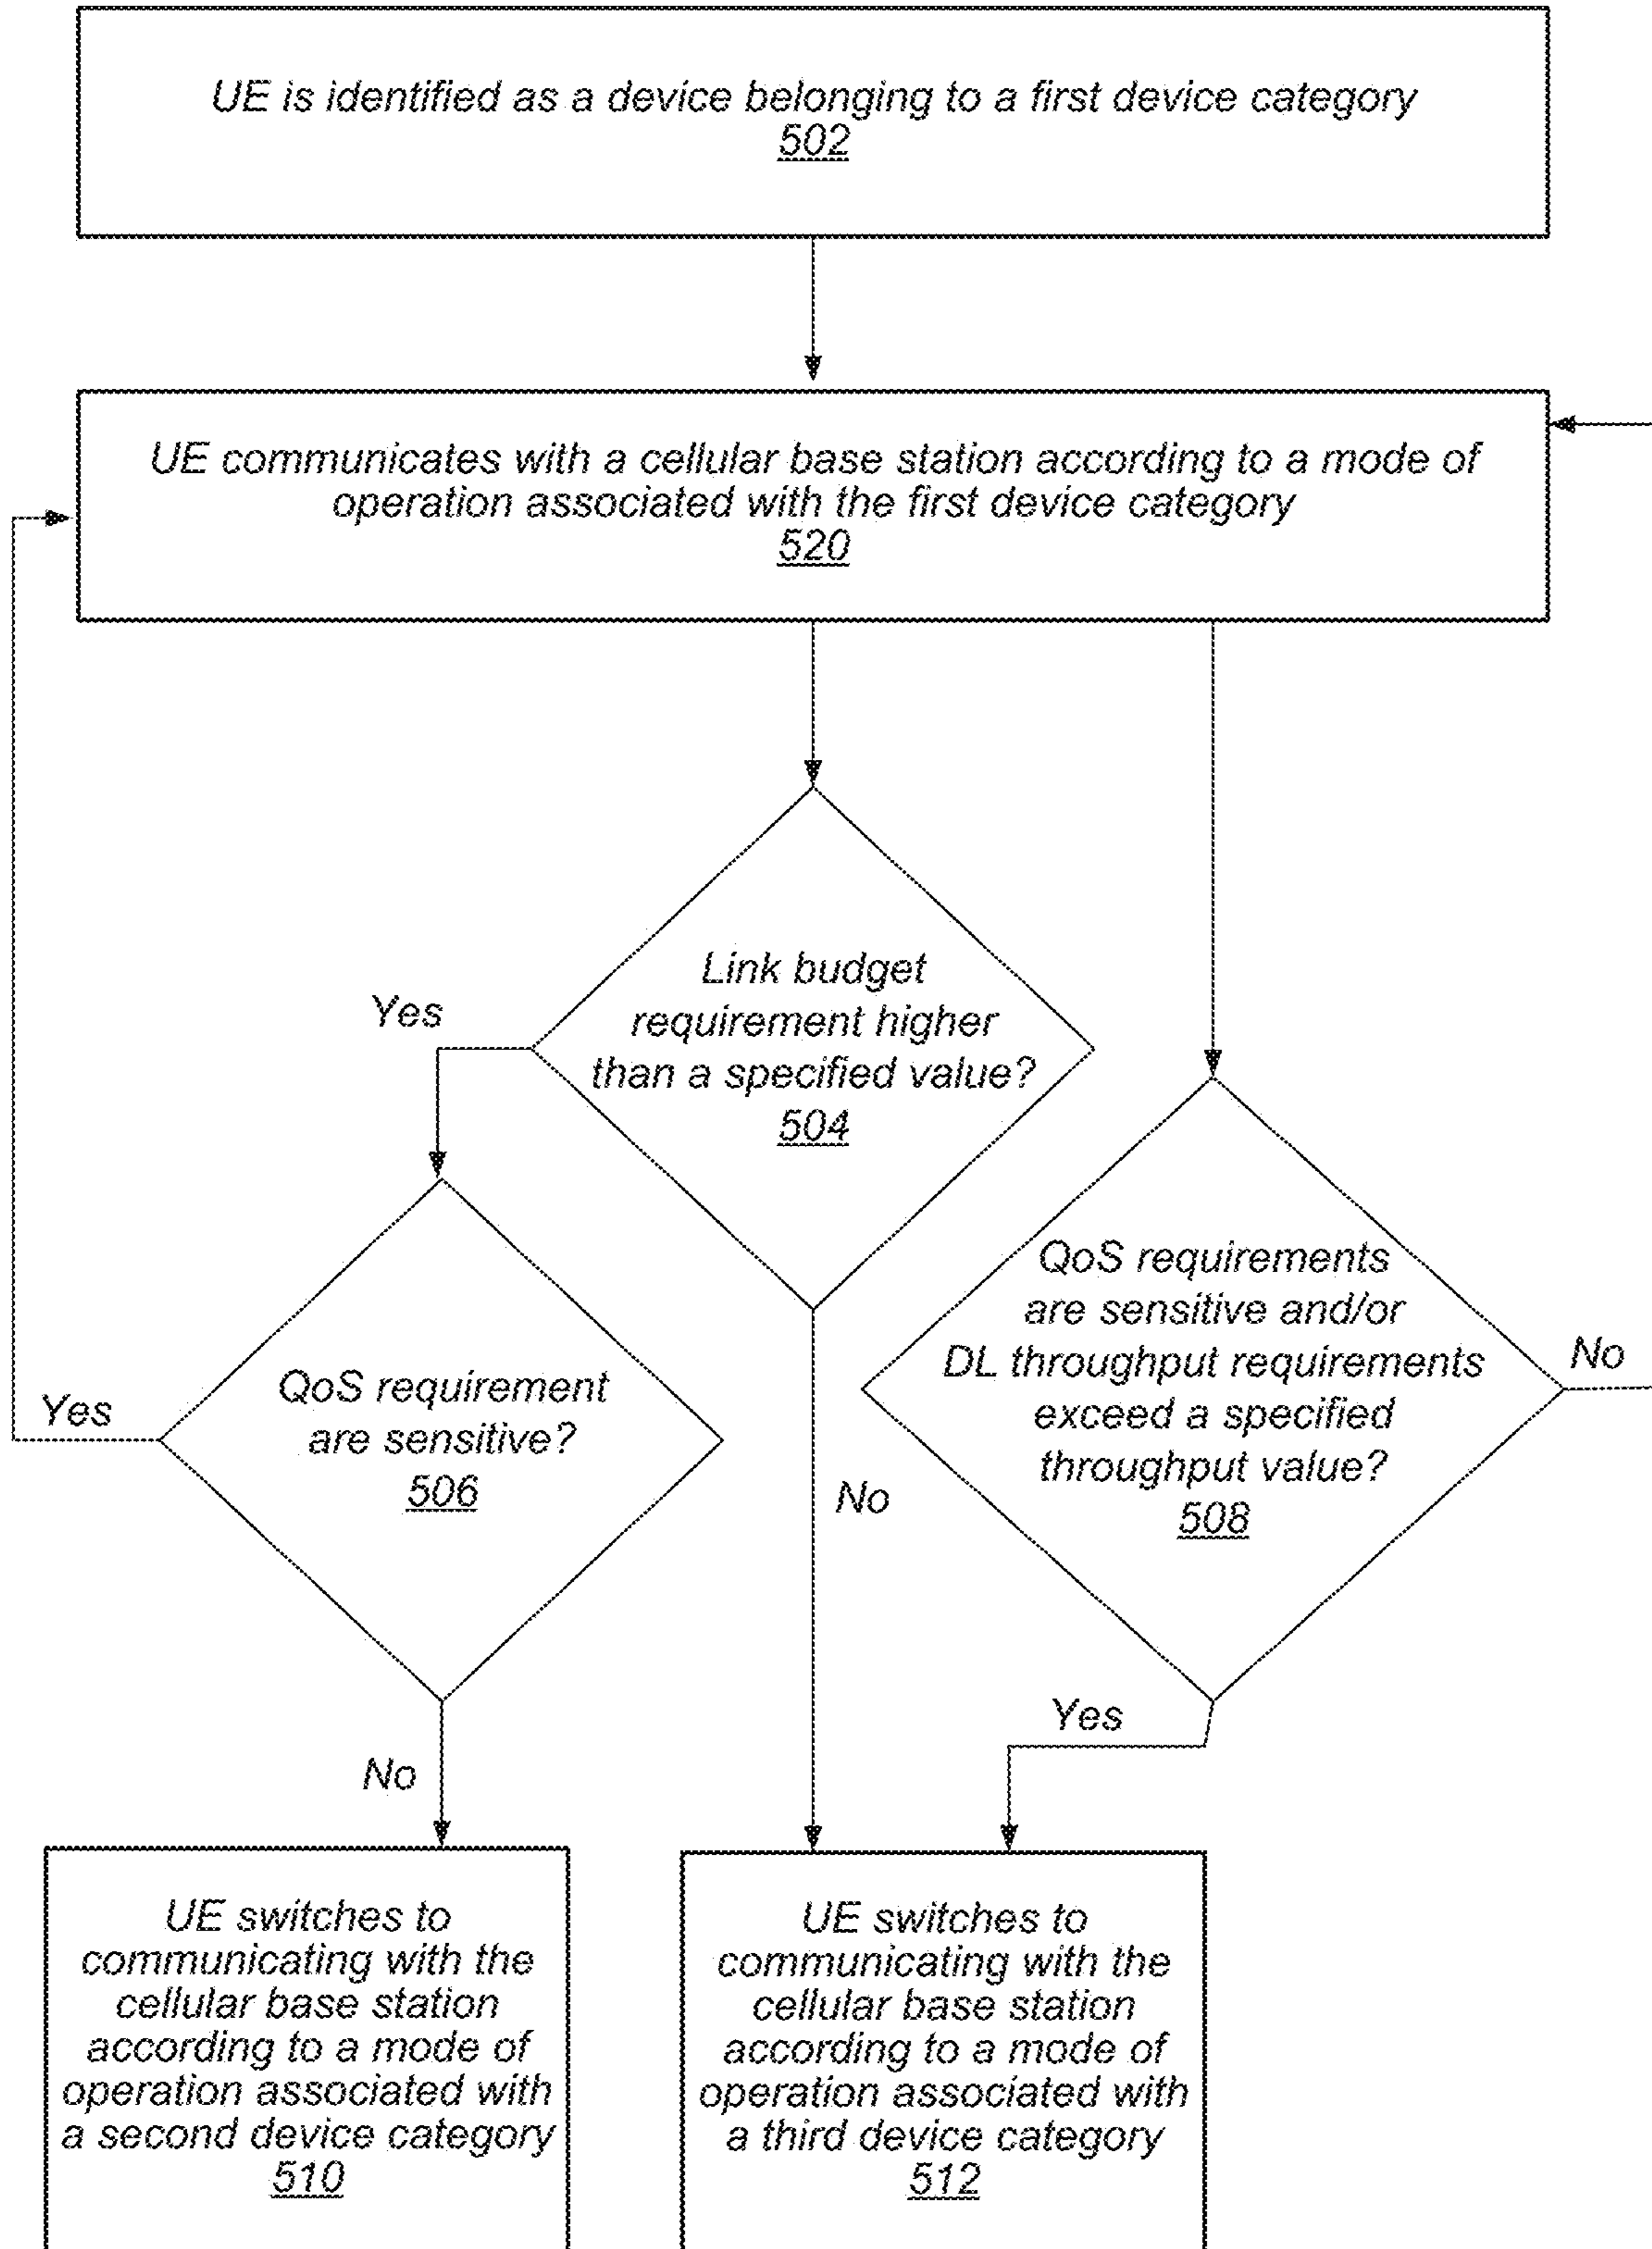 UE is identified as a device belonging to a first device category
502
UE communicates with a cellular base station according to a mode of
operation associated with the first device category
520
Link budget
requirement higher
than a specified value?
504
Yes
QoS requirements
are sensitive and/or
DL throughput requirements
exceed a specified
throughput value?
508
No
QoS requirement
are sensitive?
506
Yes
No
Yes
No
UE switches to
communicating with the
cellular base station
according to a mode of
operation associated with
a second device category
510
UE switches to
communicating with the
cellular base station
according to a mode of
operation associated with
a third device category
512